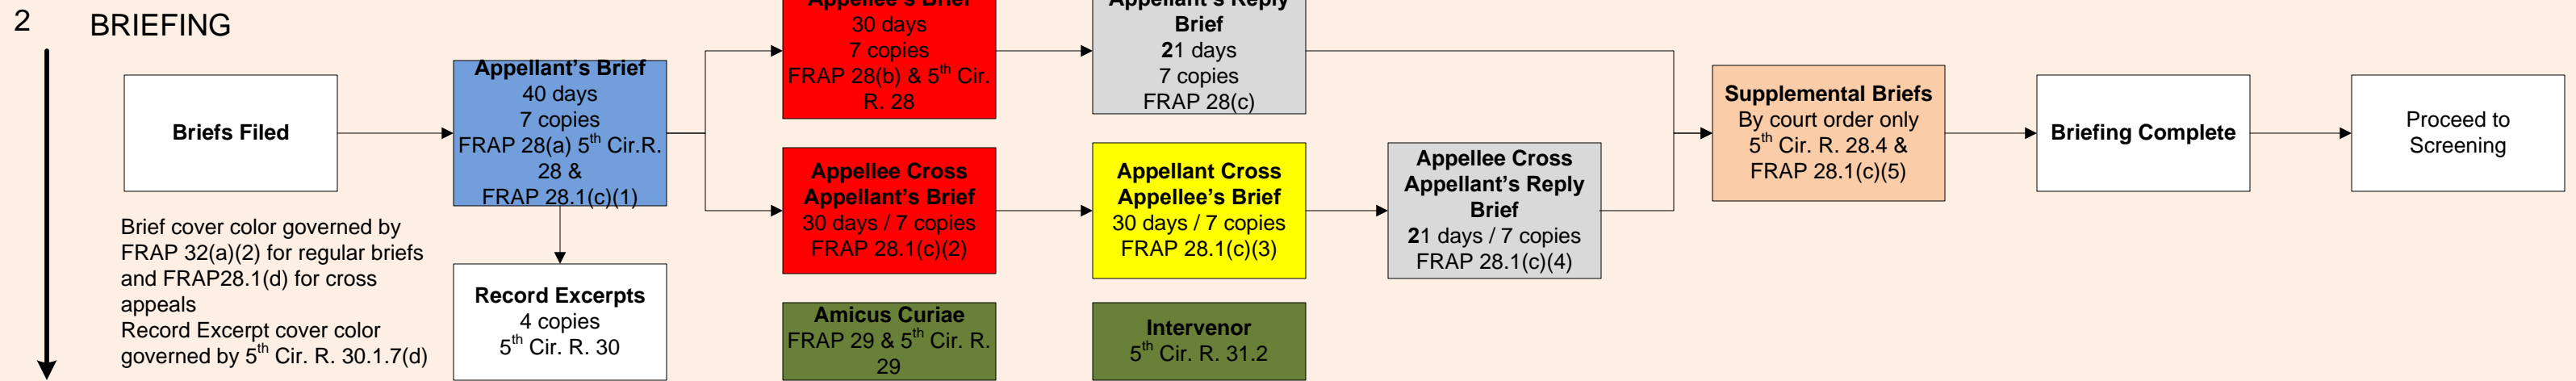 2
BRIEFING
Briefs Filed
Appellant’s Brief
40 days
7 copies
FRAP 28(a) 5th Cir.R.
28 &
FRAP 28.1(c)(1)
Appellee’s Brief
30 days
7 copies
FRAP 28(b) & 5th Cir.
R. 28
Appellant’s Reply
Brief
21 days
7 copies
FRAP 28(c)
Appellee Cross
Appellant’s Brief
30 days / 7 copies
FRAP 28.1(c)(2)
Appellant Cross
Appellee’s Brief
30 days / 7 copies
FRAP 28.1(c)(3)
Appellee Cross
Appellant’s Reply
Brief
21 days / 7 copies
FRAP 28.1(c)(4)
Supplemental Briefs
By court order only
5th Cir. R. 28.4 &
FRAP 28.1(c)(5)
Briefing Complete
Proceed to
Screening
Brief cover color governed by
FRAP 32(a)(2) for regular briefs
and FRAP28.1(d) for cross
appeals
Record Excerpt cover color
governed by 5th Cir. R. 30.1.7(d)
Record Excerpts
4 copies
5th Cir. R. 30
Amicus Curiae
FRAP 29 & 5th Cir. R.
29
Intervenor
5th Cir. R. 31.2